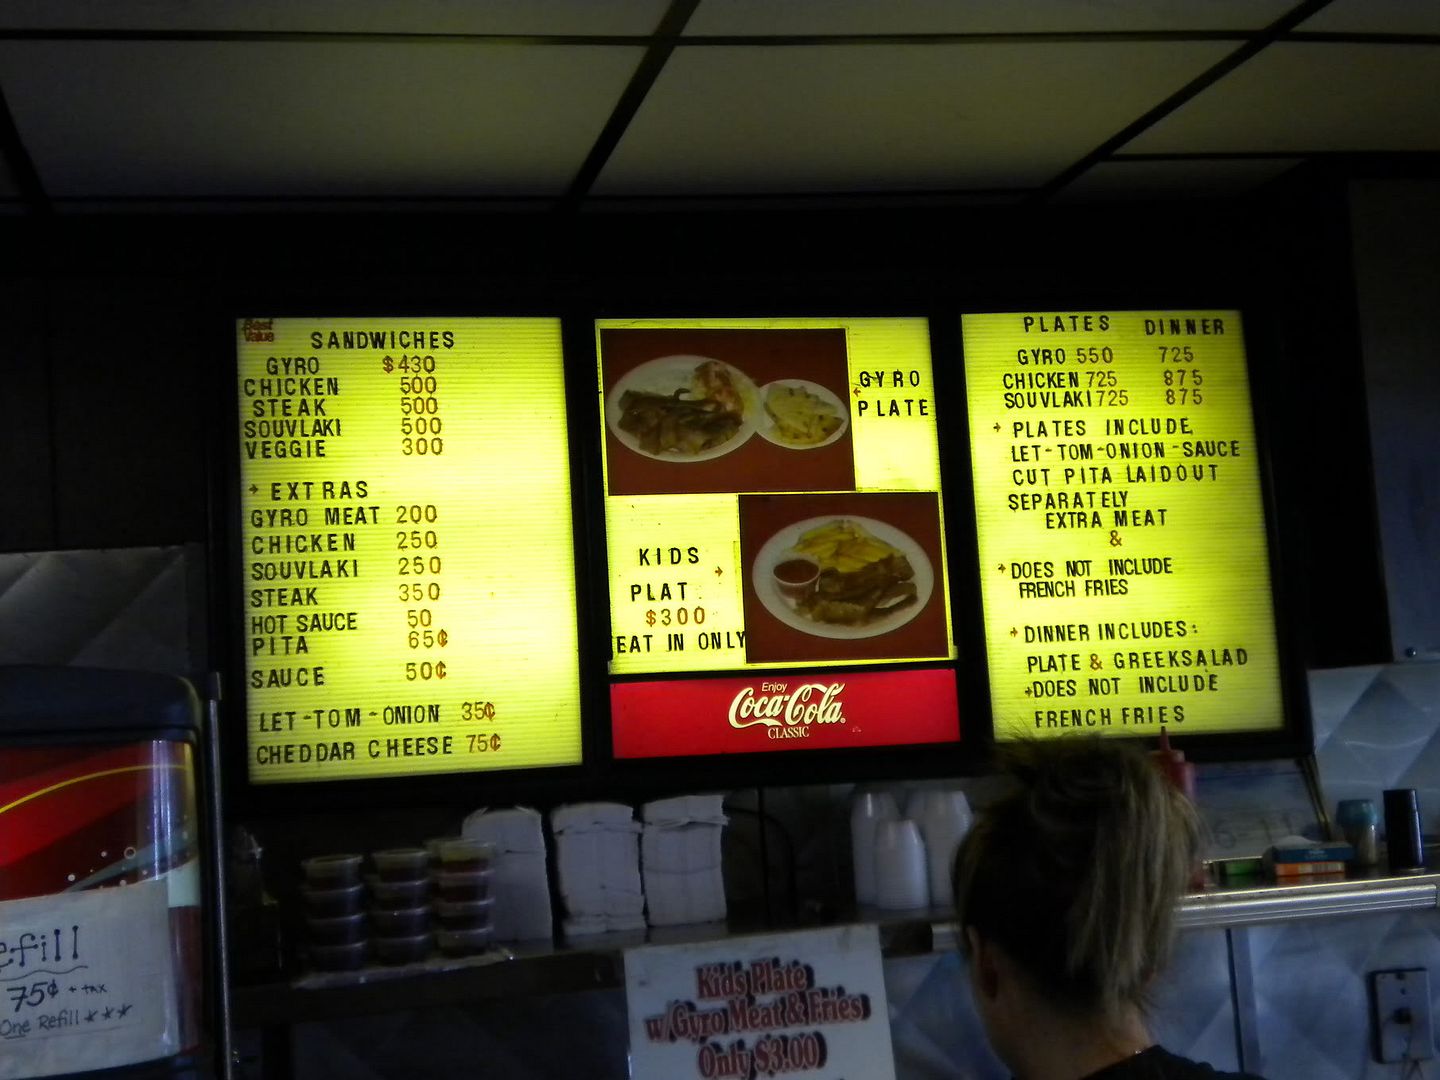 Best
Value
SANDWICHES
GYRO $430
CHICKEN 500
STEAK 500
SOUVLAKI 500
VEGGIE 300
EXTRAS
GYRO MEAT 200
CHICKEN 250
SOUVLAKI 250
STEAK 350
HOT SAUCE 50
PITA 65¢
SAUCE 50¢
LET-TOM-ONION 35¢
CHEDDAR CHEESE 75¢
GYRO
PLATE
KIDS
PLAT
$300
EAT IN ONLY
Enjoy
Coca-Cola
CLASSIC
PLATES DINNER
GYRO 550 725
CHICKEN 725 875
SOUVLAKI 725 875
PLATES INCLUDE
LET-TOM-ONION-SAUCE
CUT PITA LAIDOUT
SEPARATELY
EXTRA MEAT
&
DOES NOT INCLUDE
FRENCH FRIES
DINNER INCLUDES:
PLATE & GREEKSALAD
DOES NOT INCLUDE
FRENCH FRIES
efill
75¢ + tax
One Refill***
Kids Plate
w/Gyro Meat & Fries
Only $3.00